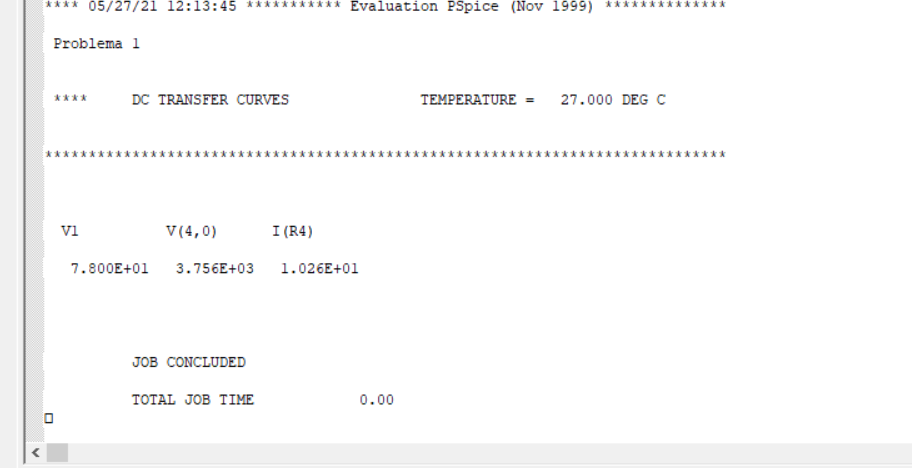 **** 05/27/21 12:13:45 *********** Evaluation PSpice (Nov 1999) **************
Problema 1
**** DC TRANSFER CURVES TEMPERATURE = 27.000 DEG C
******************************************************************************
V1 V(4,0) I(R4)
7.800E+01 3.756E+03 1.026E+01
JOB CONCLUDED
TOTAL JOB TIME 0.00